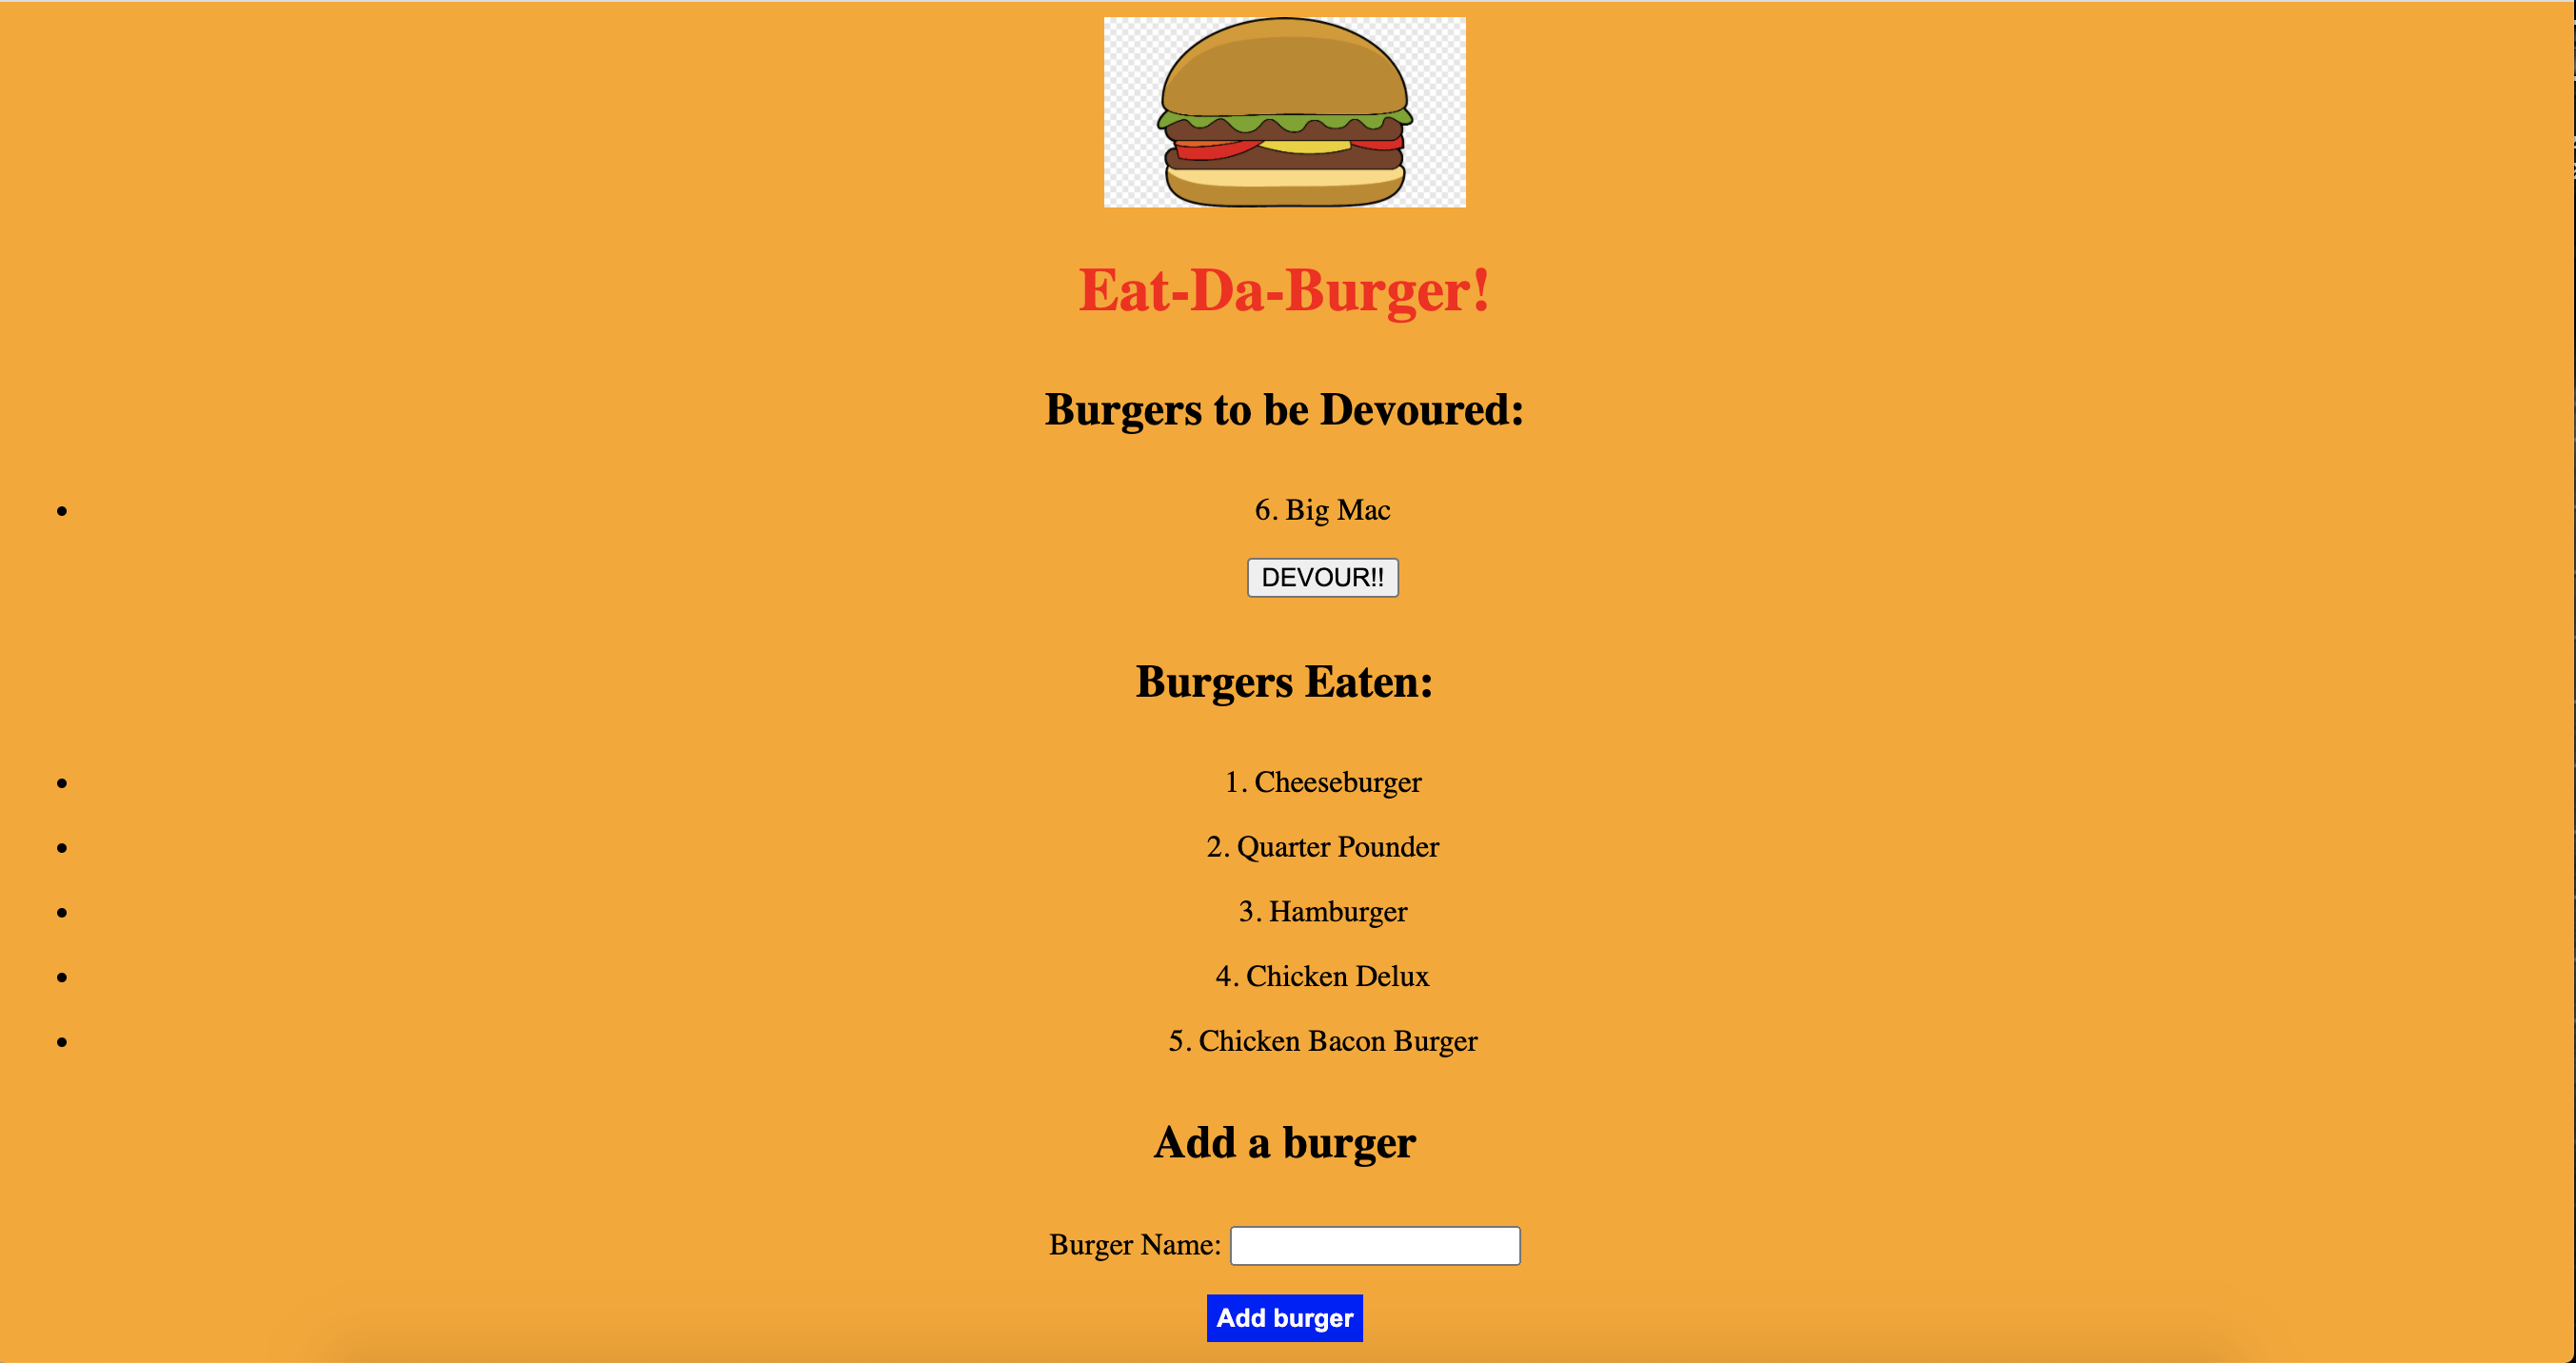 Eat-Da-Burger!
Burgers to be Devoured:
6. Big Mac
DEVOUR!!
Burgers Eaten:
1. Cheeseburger
2. Quarter Pounder
3. Hamburger
4. Chicken Delux
5. Chicken Bacon Burger
Add a burger
Burger Name:
Add burger